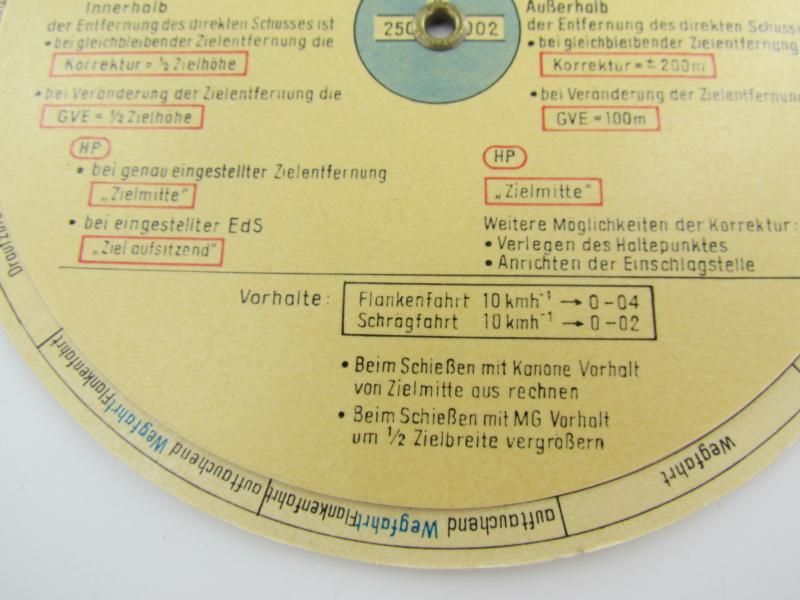 Innerhalb
der Entfernung des direkten Schusses ist
• bei gleichbleibender Zielentfernung die
Korrektur = ½ Zielhöhe
• bei Veränderung der Zielentfernung die
GVE = ½ Zielhöhe
HP
• bei genau eingestellter Zielentfernung
„Zielmitte"
• bei eingestellter EdS
„Ziel aufsitzend"
250
002
Außerhalb
der Entfernung des direkten Schusses
• bei gleichbleibender Zielentfernung
Korrektur = ± 200m
• bei Veränderung der Zielentfernung
GVE = 100m
HP
„Zielmitte"
Weitere Möglichkeiten der Korrektur:
• Verlegen des Haltepunktes
• Anrichten der Einschlagstelle
Vorhalte:
Flankenfahrt 10 kmh⁻¹ → 0-04
Schrägfahrt 10 kmh⁻¹ → 0-02
• Beim Schießen mit Kanone Vorhalt
von Zielmitte aus rechnen
• Beim Schießen mit MG Vorhalt
um ½ Zielbreite vergrößern
Wegfahrt
auftauchend Wegfahrt Flankenfahrt
auftauchend Wegfahrt Flankenfahrt